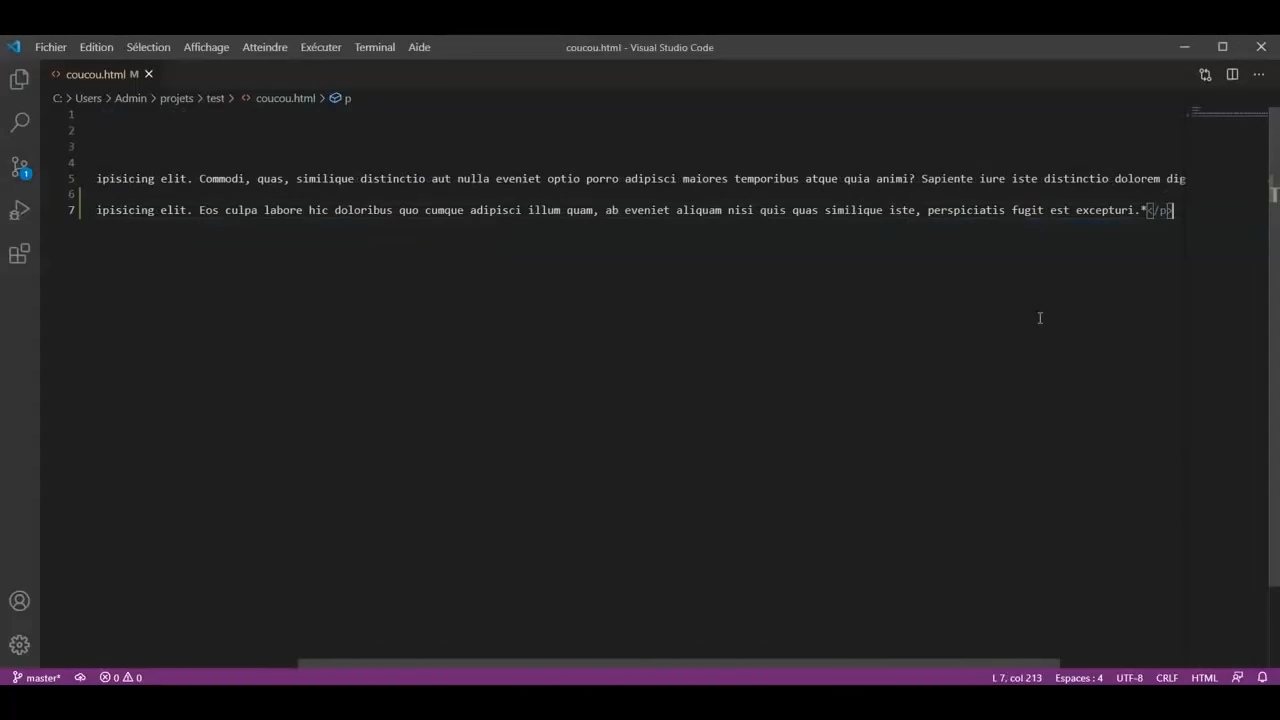 Fichier Edition Sélection Affichage Atteindre Exécuter Terminal Aide coucou.html - Visual Studio Code
coucou.html M
C: > Users > Admin > projets > test > coucou.html > p
1
2
3
4
5 ipisicing elit. Commodi, quas, similique distinctio aut nulla eveniet optio porro adipisci maiores temporibus atque quia animi? Sapiente iure iste distinctio dolorem dig
6
7 ipisicing elit. Eos culpa labore hic doloribus quo cumque adipisci illum quam, ab eveniet aliquam nisi quis quas similique iste, perspiciatis fugit est excepturi.*</p>
1
master* 0 0 L 7, col 213 Espaces : 4 UTF-8 CRLF HTML